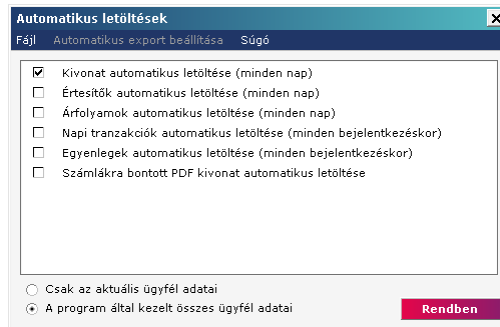 Automatikus letöltések
Fájl Automatikus export beállítása Súgó
Kivonat automatikus letöltése (minden nap)
Értesítők automatikus letöltése (minden nap)
Árfolyamok automatikus letöltése (minden nap)
Napi tranzakciók automatikus letöltése (minden bejelentkezéskor)
Egyenlegek automatikus letöltése (minden bejelentkezéskor)
Számlákra bontott PDF kivonat automatikus letöltése
Csak az aktuális ügyfél adatai
A program által kezelt összes ügyfél adatai
Rendben